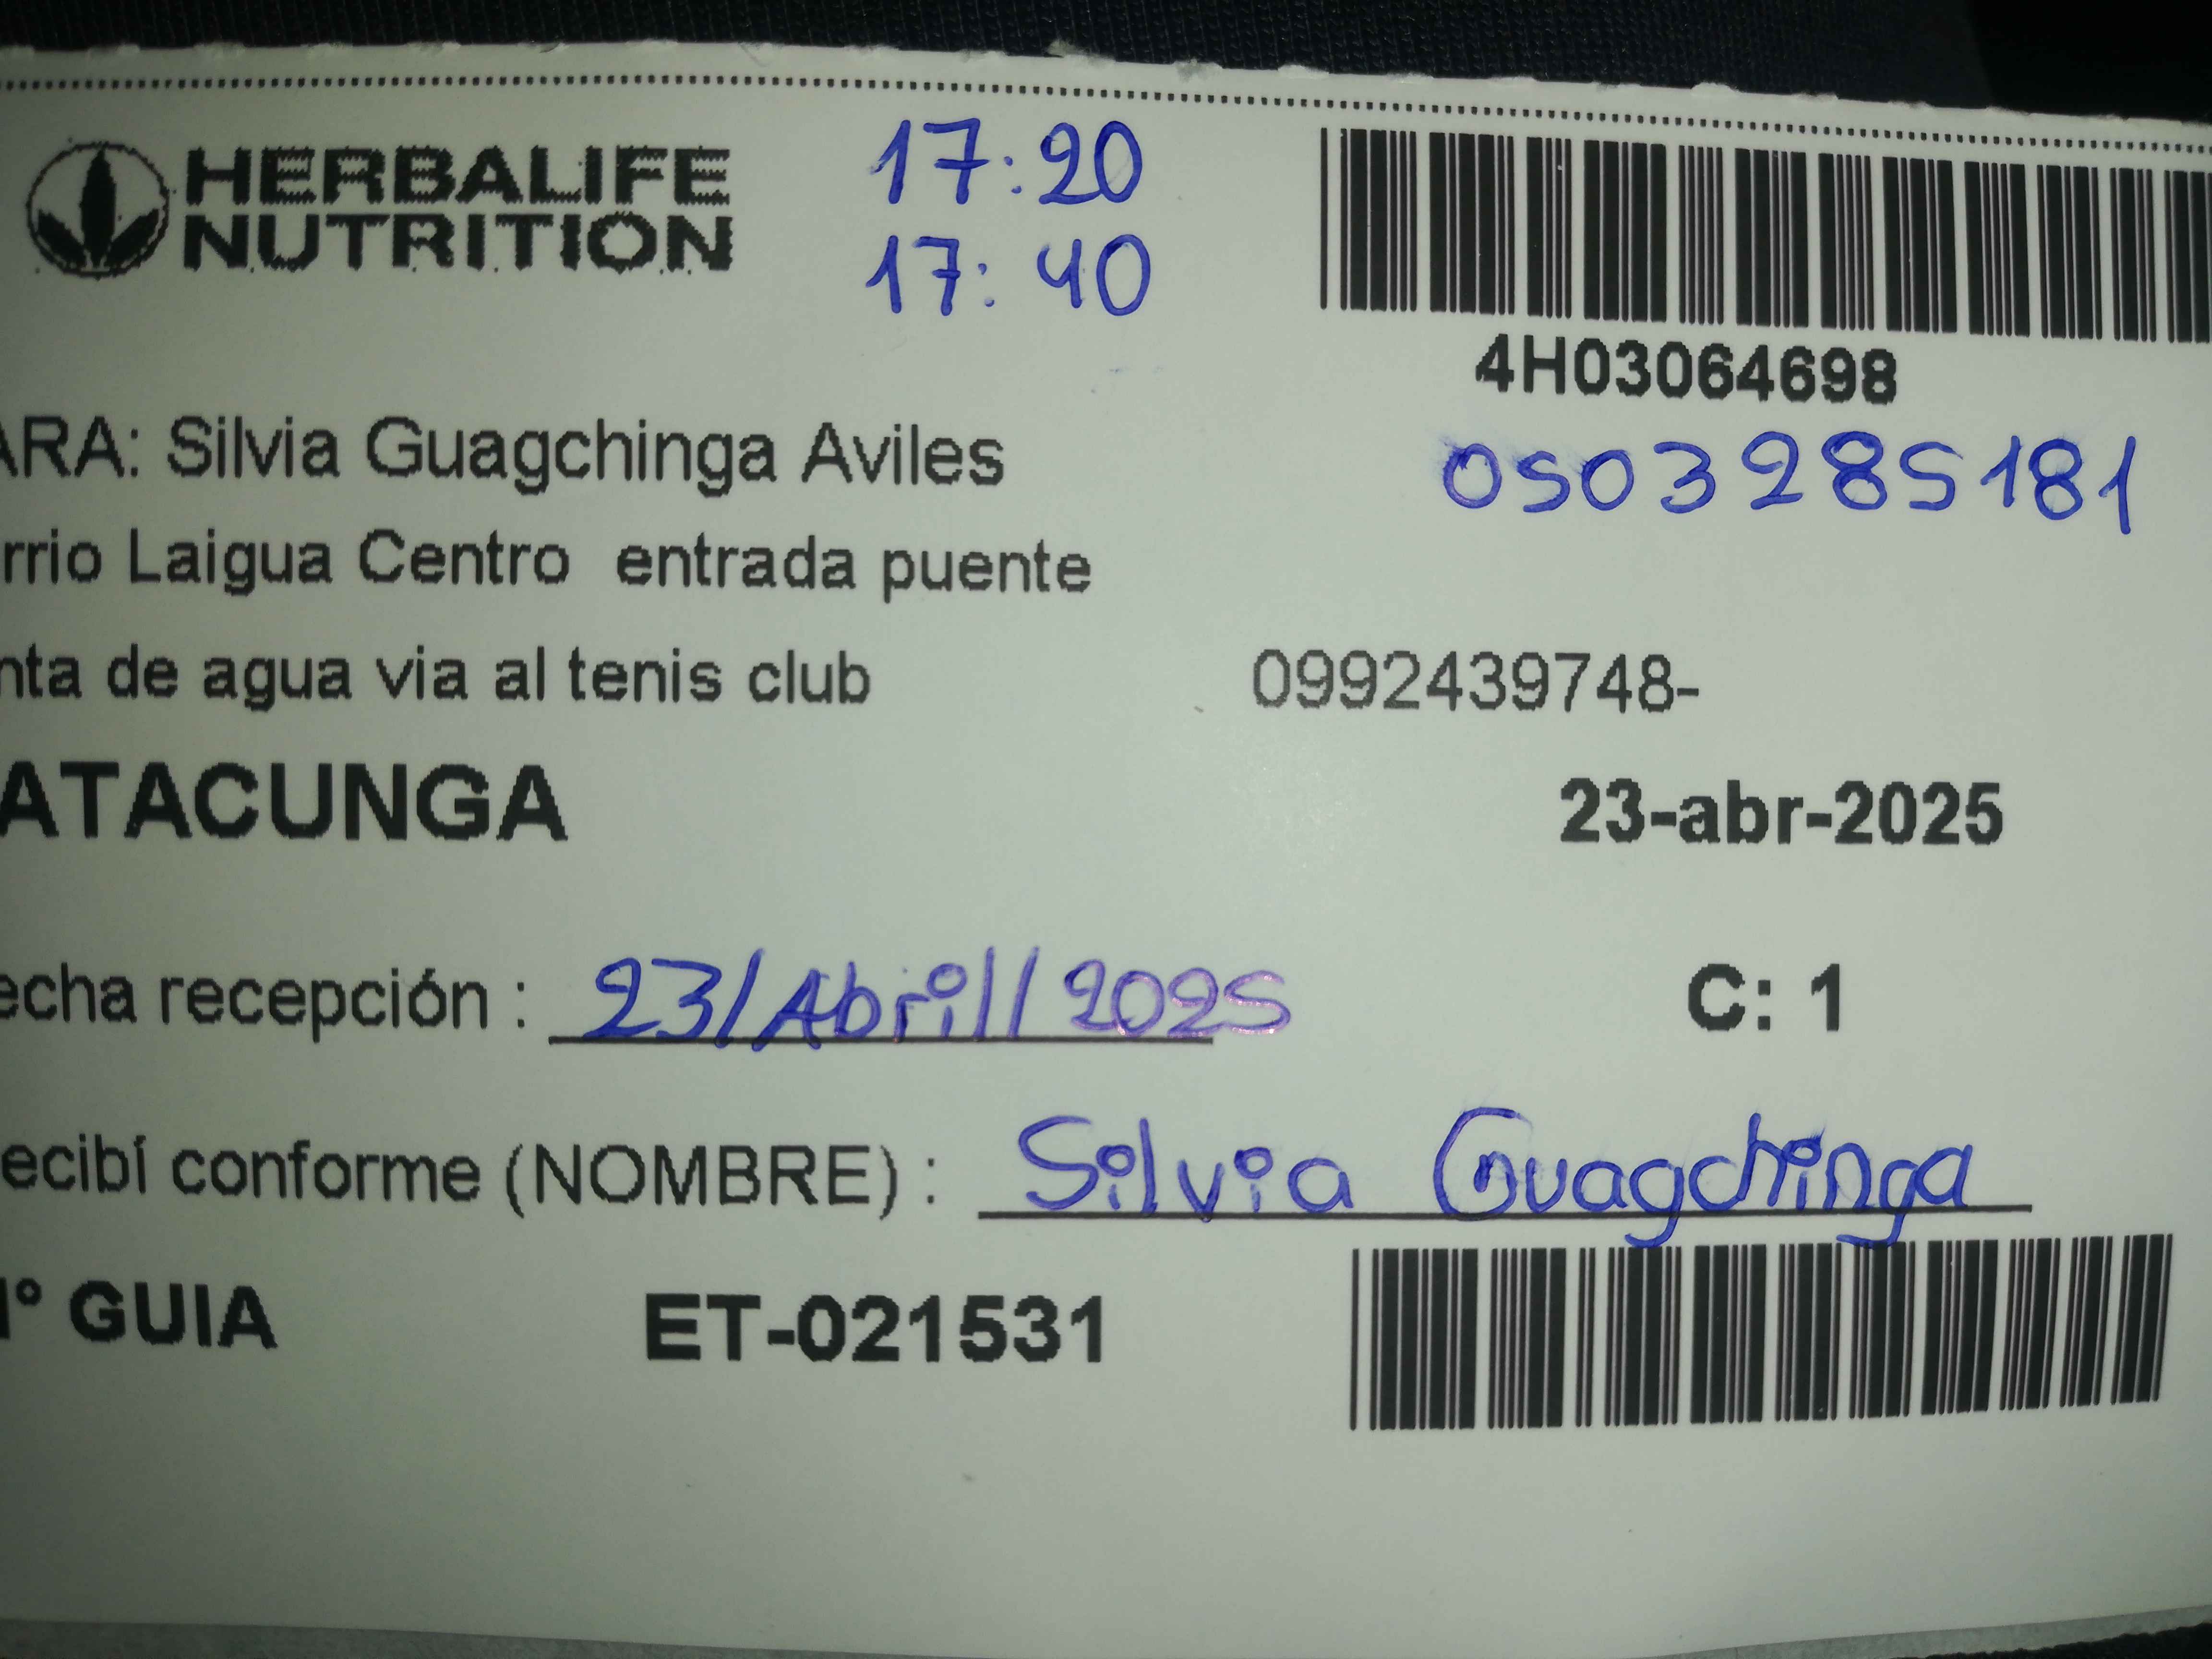 HERBALIFE
NUTRITION
17:20
17:40
4H03064698
ARA: Silvia Guagchinga Aviles
0503285181
rrio Laigua Centro entrada puente
nta de agua via al tenis club
0992439748-
ATACUNGA
23-abr-2025
echa recepción :
23/Abril/2025
C: 1
ecibí conforme (NOMBRE) :
Silvia Guagchinga
° GUIA
ET-021531